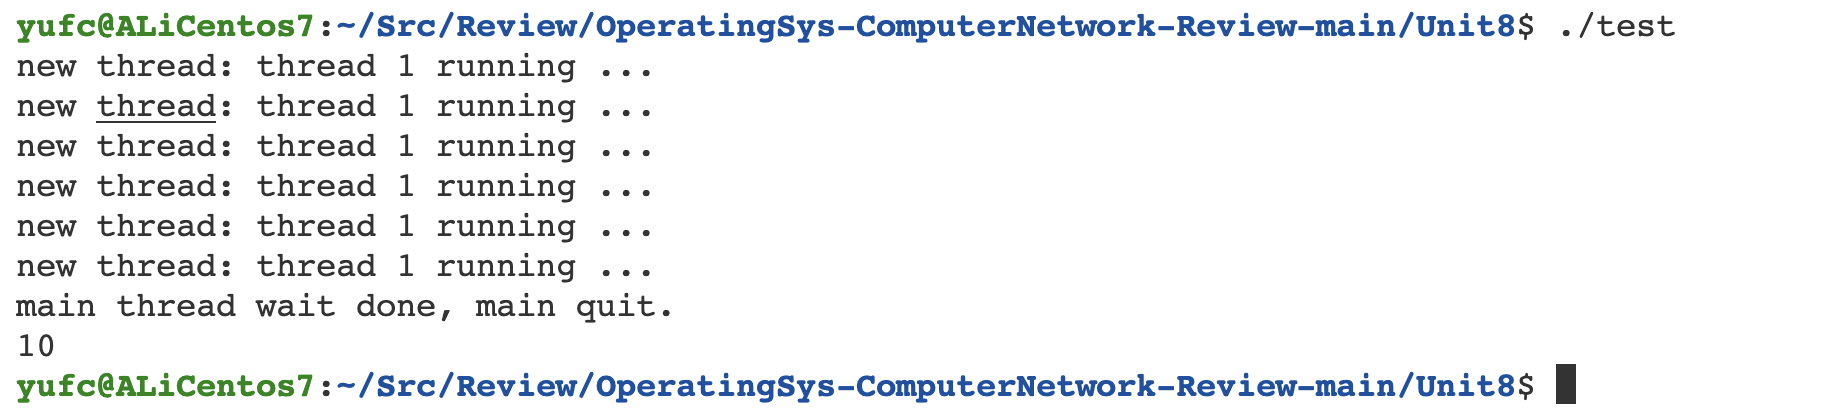 yufc@ALiCentos7:~/Src/Review/OperatingSys-ComputerNetwork-Review-main/Unit8$ ./test
new thread: thread 1 running ...
new thread: thread 1 running ...
new thread: thread 1 running ...
new thread: thread 1 running ...
new thread: thread 1 running ...
new thread: thread 1 running ...
main thread wait done, main quit.
10
yufc@ALiCentos7:~/Src/Review/OperatingSys-ComputerNetwork-Review-main/Unit8$